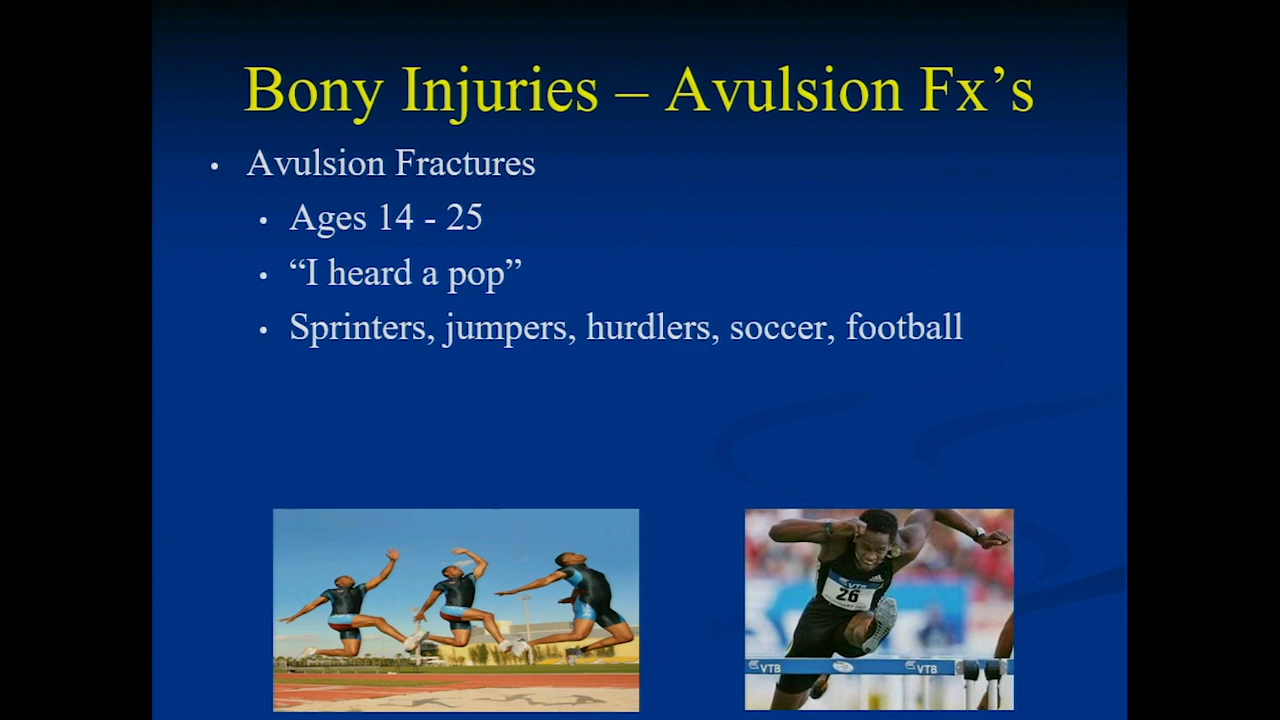 Bony Injuries – Avulsion Fx’s
• Avulsion Fractures
• Ages 14 - 25
• “I heard a pop”
• Sprinters, jumpers, hurdlers, soccer, football
VTB
26
VTB
VTB